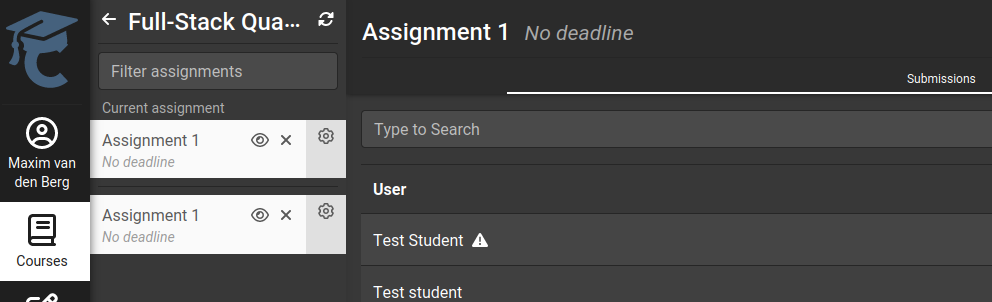 Maxim van
den Berg
Courses
Full-Stack Qua...
Filter assignments
Current assignment
Assignment 1
No deadline
Assignment 1
No deadline
Assignment 1 No deadline
Submissions
Type to Search
User
Test Student
Test student